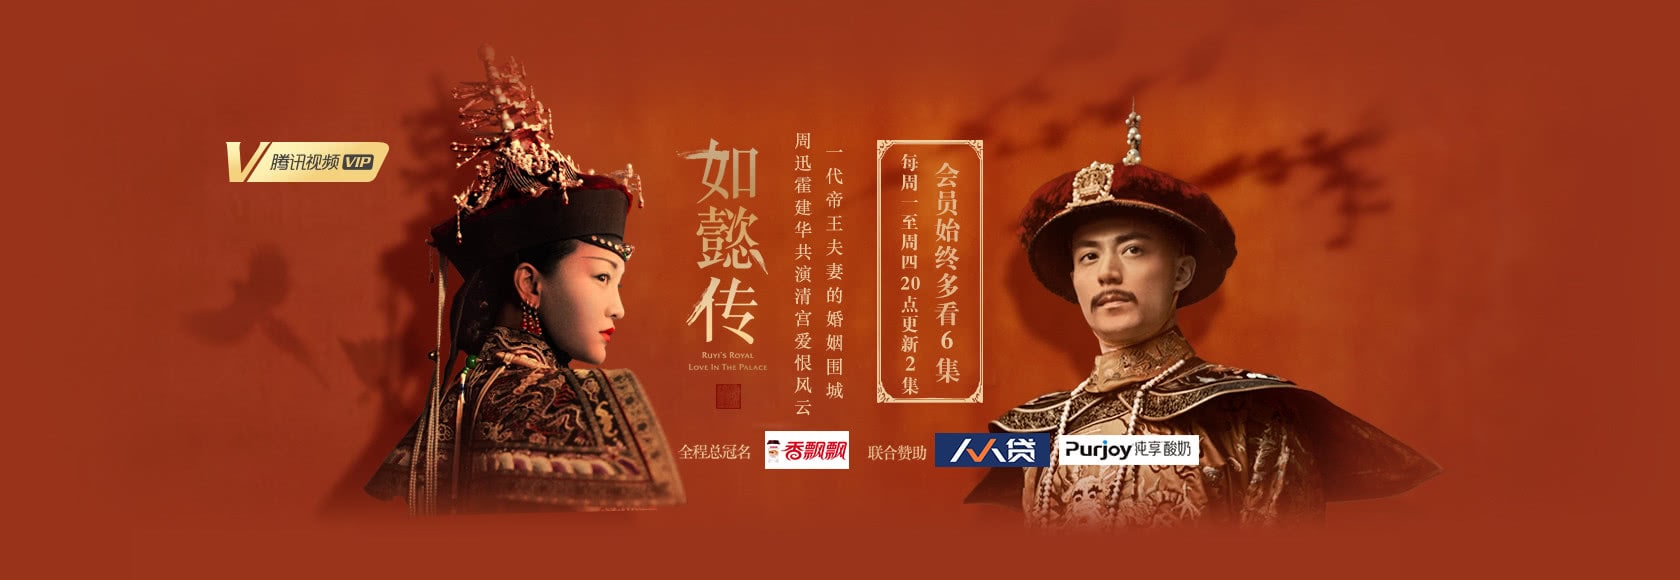 腾讯视频 VIP
如懿传
RUYI'S ROYAL
LOVE IN THE PALACE
一代帝王夫妻的婚姻围城
周迅霍建华共演清宫爱恨风云
会员始终多看6集
每周一至周四20点更新2集
全程总冠名
香飘飘
联合赞助
人人贷
Purjoy 纯享酸奶